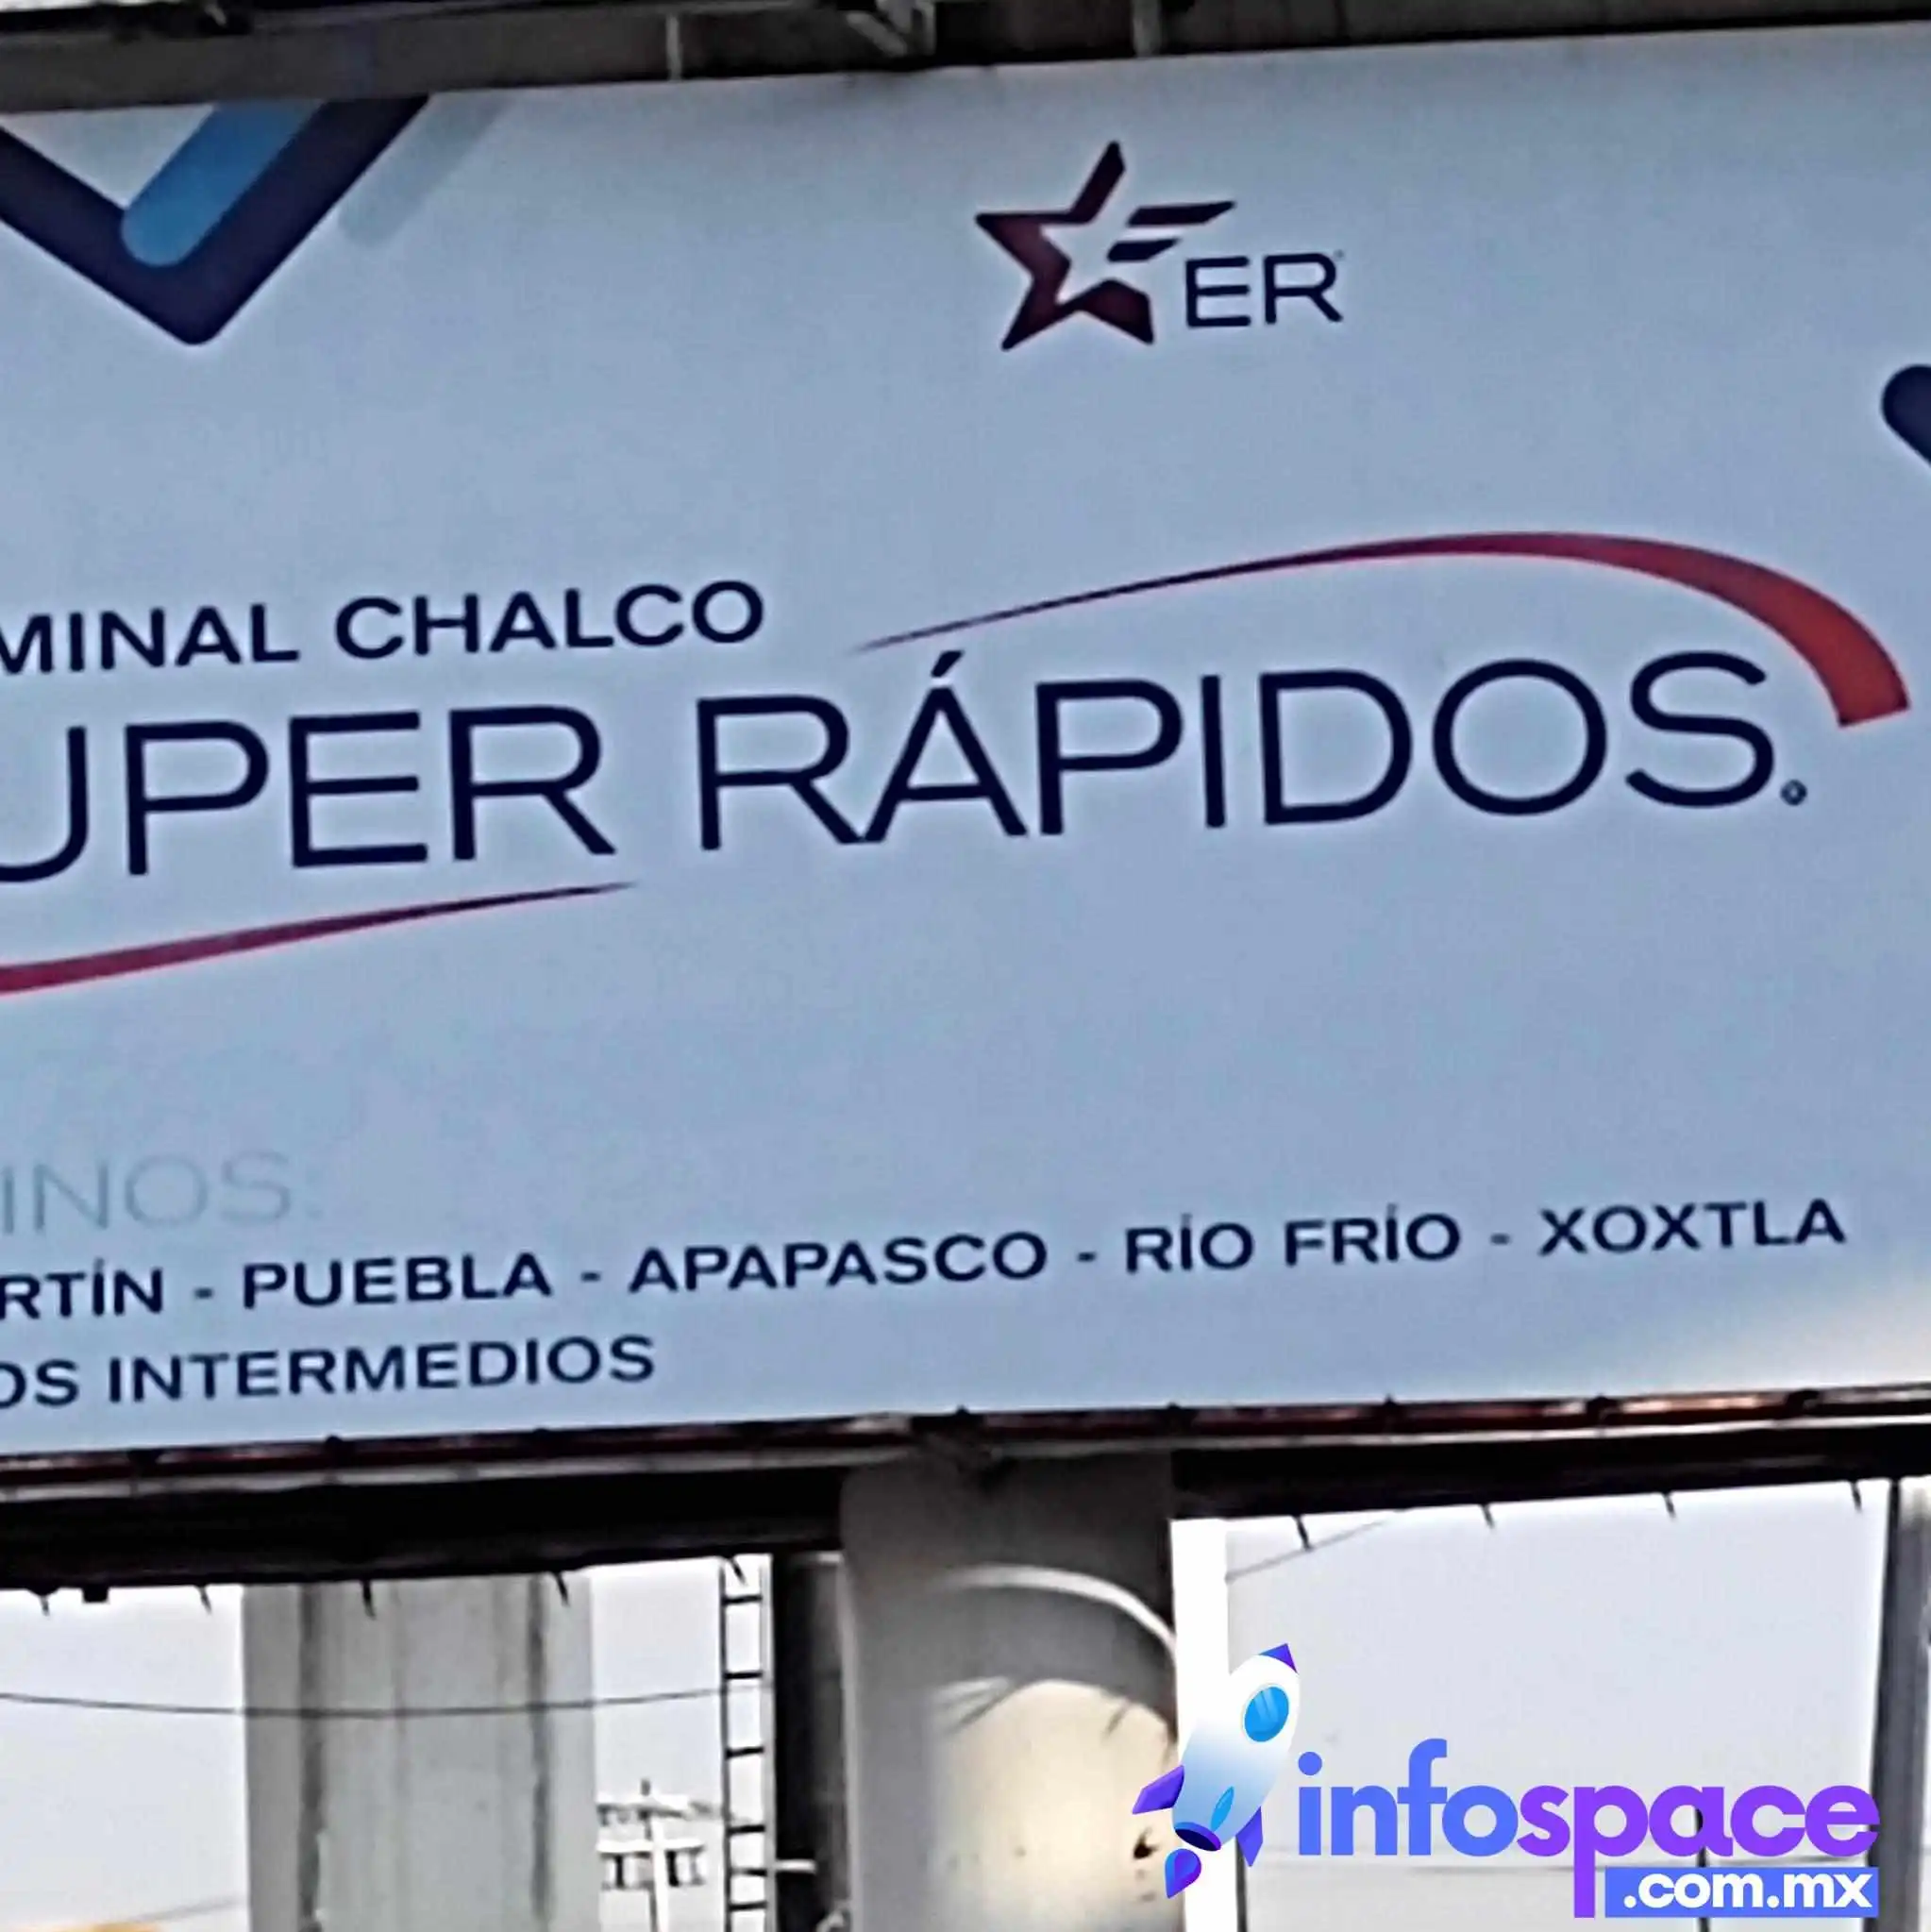 ER
MINAL CHALCO
UPER RÁPIDOS.
INOS:
RTÍN - PUEBLA - APAPASCO - RÍO FRÍO - XOXTLA
OS INTERMEDIOS
infospace
.com.mx